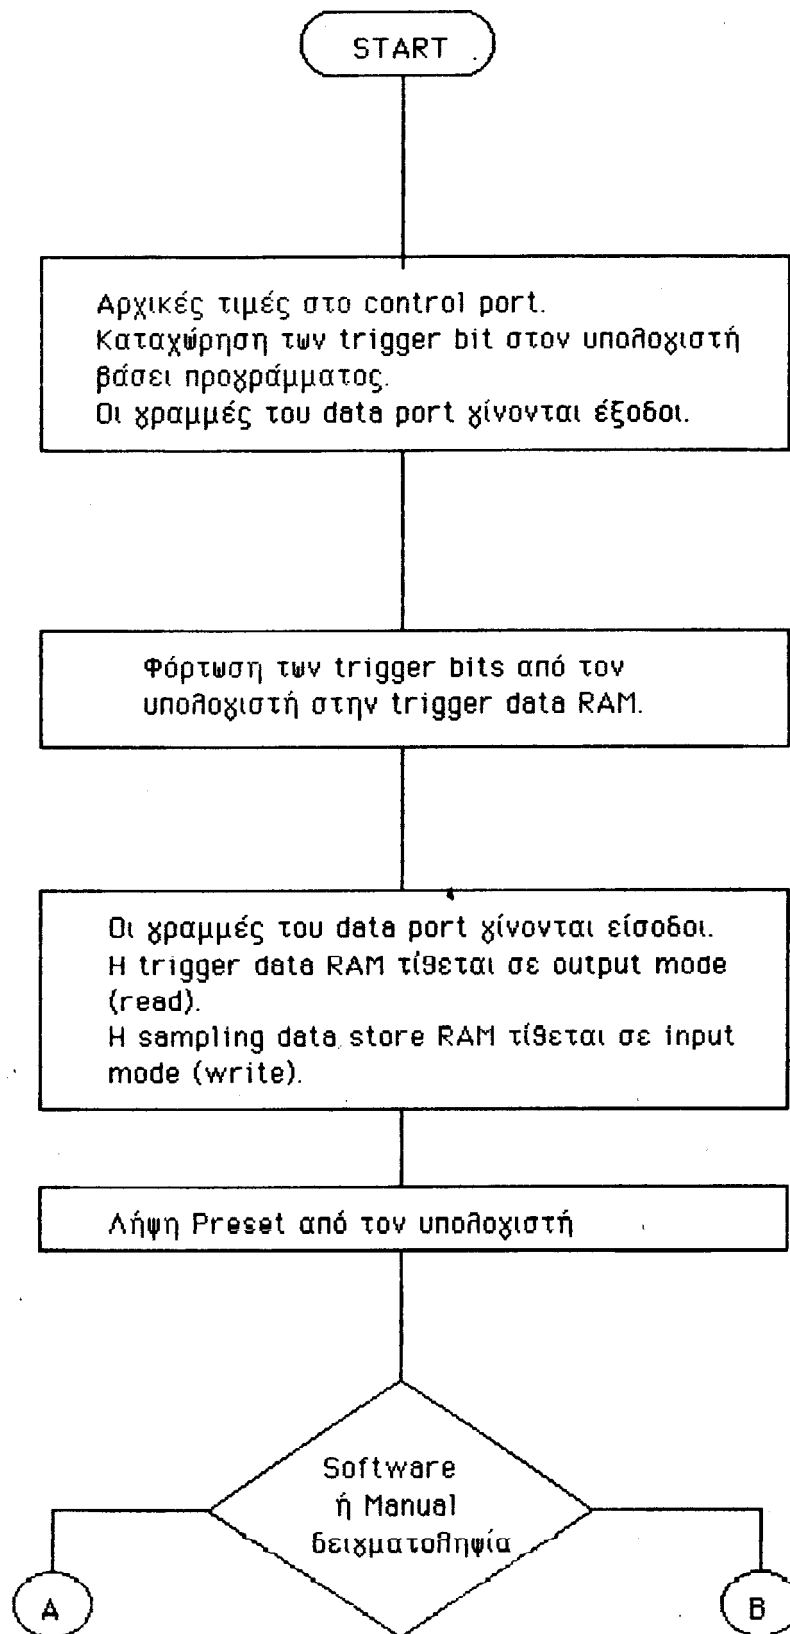 START
Αρχικές τιμές στο control port.
Καταχώρηση των trigger bit στον υπολογιστή
βάσει προγράμματος.
Οι γραμμές του data port γίνονται έξοδοι.
Φόρτωση των trigger bits από τον
υπολογιστή στην trigger data RAM.
Οι γραμμές του data port γίνονται είσοδοι.
Η trigger data RAM τίθεται σε output mode
(read).
Η sampling data store RAM τίθεται σε input
mode (write).
Λήψη Preset από τον υπολογιστή
Software
ή Manual
δειγματοληψία
A
B